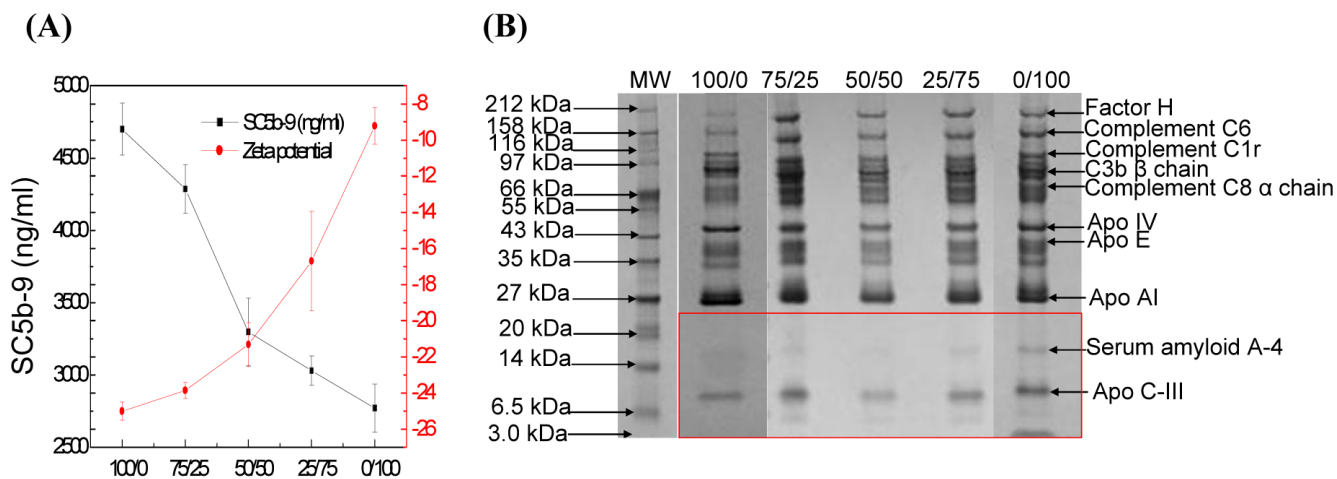 (A)
5000
4500
4000
3500
3000
2500
SC5b-9 (ng/ml)
SC5b-9 (ng/ml)
Zeta potential
-8
-10
-12
-14
-16
-18
-20
-22
-24
-26
100/0 75/25 50/50 25/75 0/100
(B)
MW 100/0 75/25 50/50 25/75 0/100
212 kDa
158 kDa
116 kDa
97 kDa
66 kDa
55 kDa
43 kDa
35 kDa
27 kDa
20 kDa
14 kDa
6.5 kDa
3.0 kDa
Factor H
Complement C6
Complement C1r
C3b β chain
Complement C8 α chain
Apo IV
Apo E
Apo AI
Serum amyloid A-4
Apo C-III